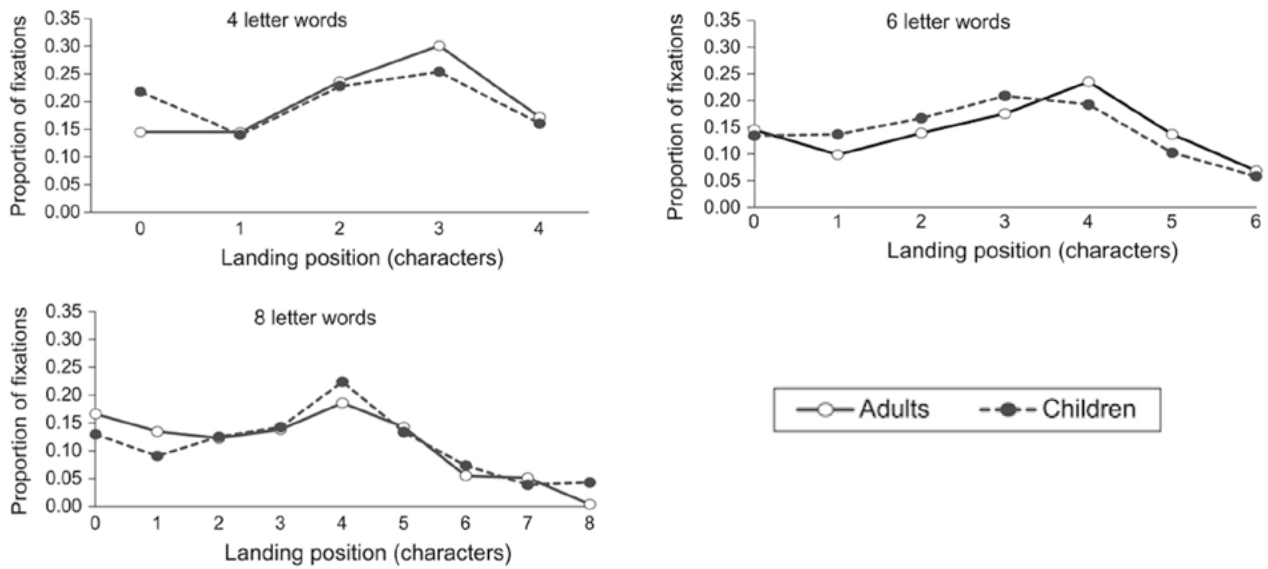 4 letter words
Proportion of fixations
0.35
0.30
0.25
0.20
0.15
0.10
0.05
0.00
0 1 2 3 4
Landing position (characters)
6 letter words
Proportion of fixations
0.35
0.30
0.25
0.20
0.15
0.10
0.05
0.00
0 1 2 3 4 5 6
Landing position (characters)
8 letter words
Proportion of fixations
0.35
0.30
0.25
0.20
0.15
0.10
0.05
0.00
0 1 2 3 4 5 6 7 8
Landing position (characters)
Adults Children